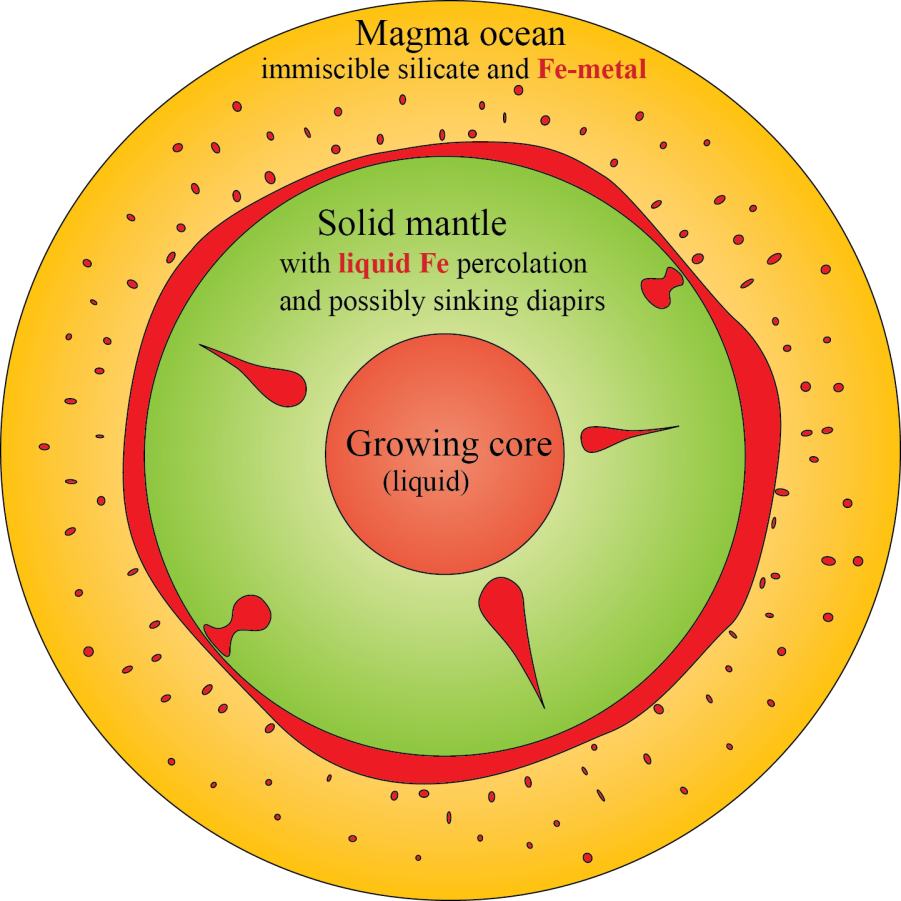 Magma ocean
immiscible silicate and Fe-metal
Solid mantle
with liquid Fe percolation
and possibly sinking diapirs
Growing core
(liquid)